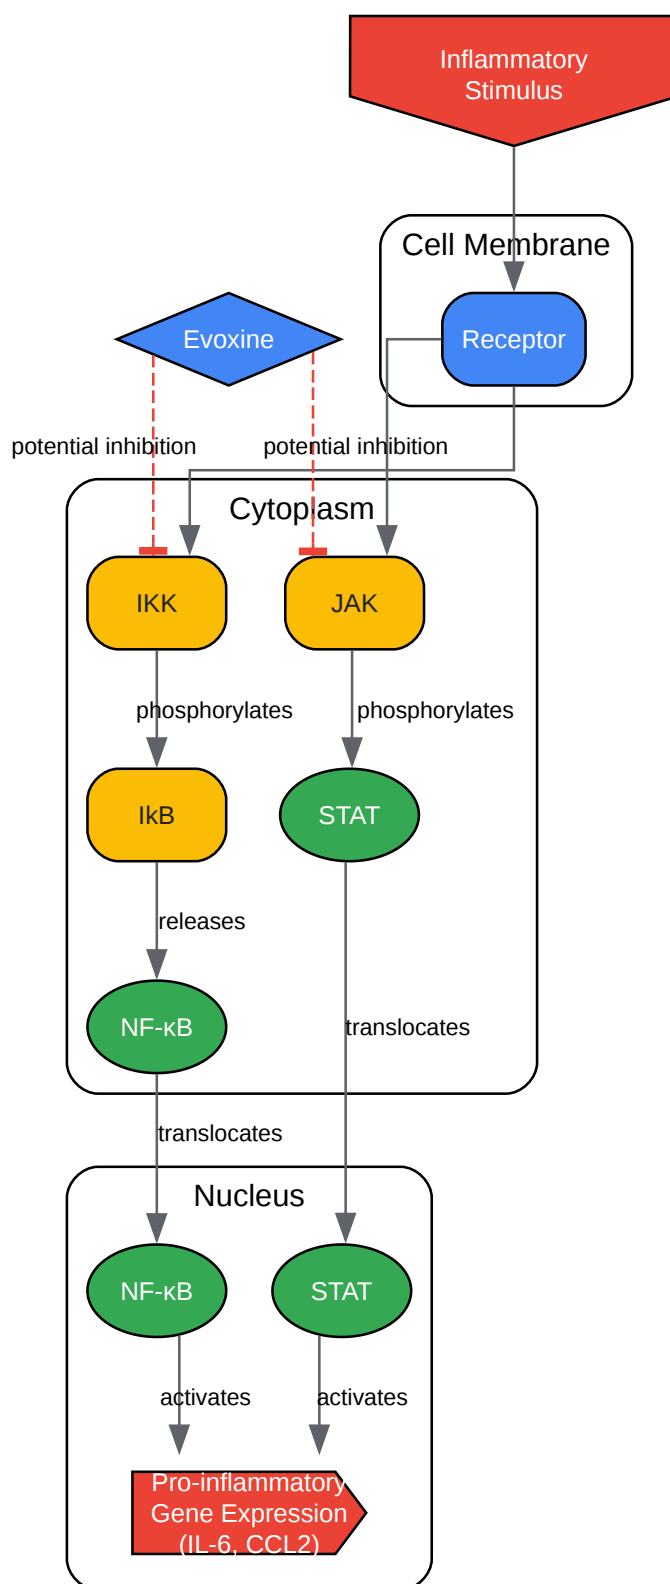 Inflammatory
Stimulus
Cell Membrane
Receptor
Evoxine
potential inhibition
potential inhibition
Cytoplasm
IKK
JAK
phosphorylates
phosphorylates
IkB
STAT
releases
NF-κB
translocates
translocates
Nucleus
NF-κB
STAT
activates
activates
Pro-inflammatory
Gene Expression
(IL-6, CCL2)